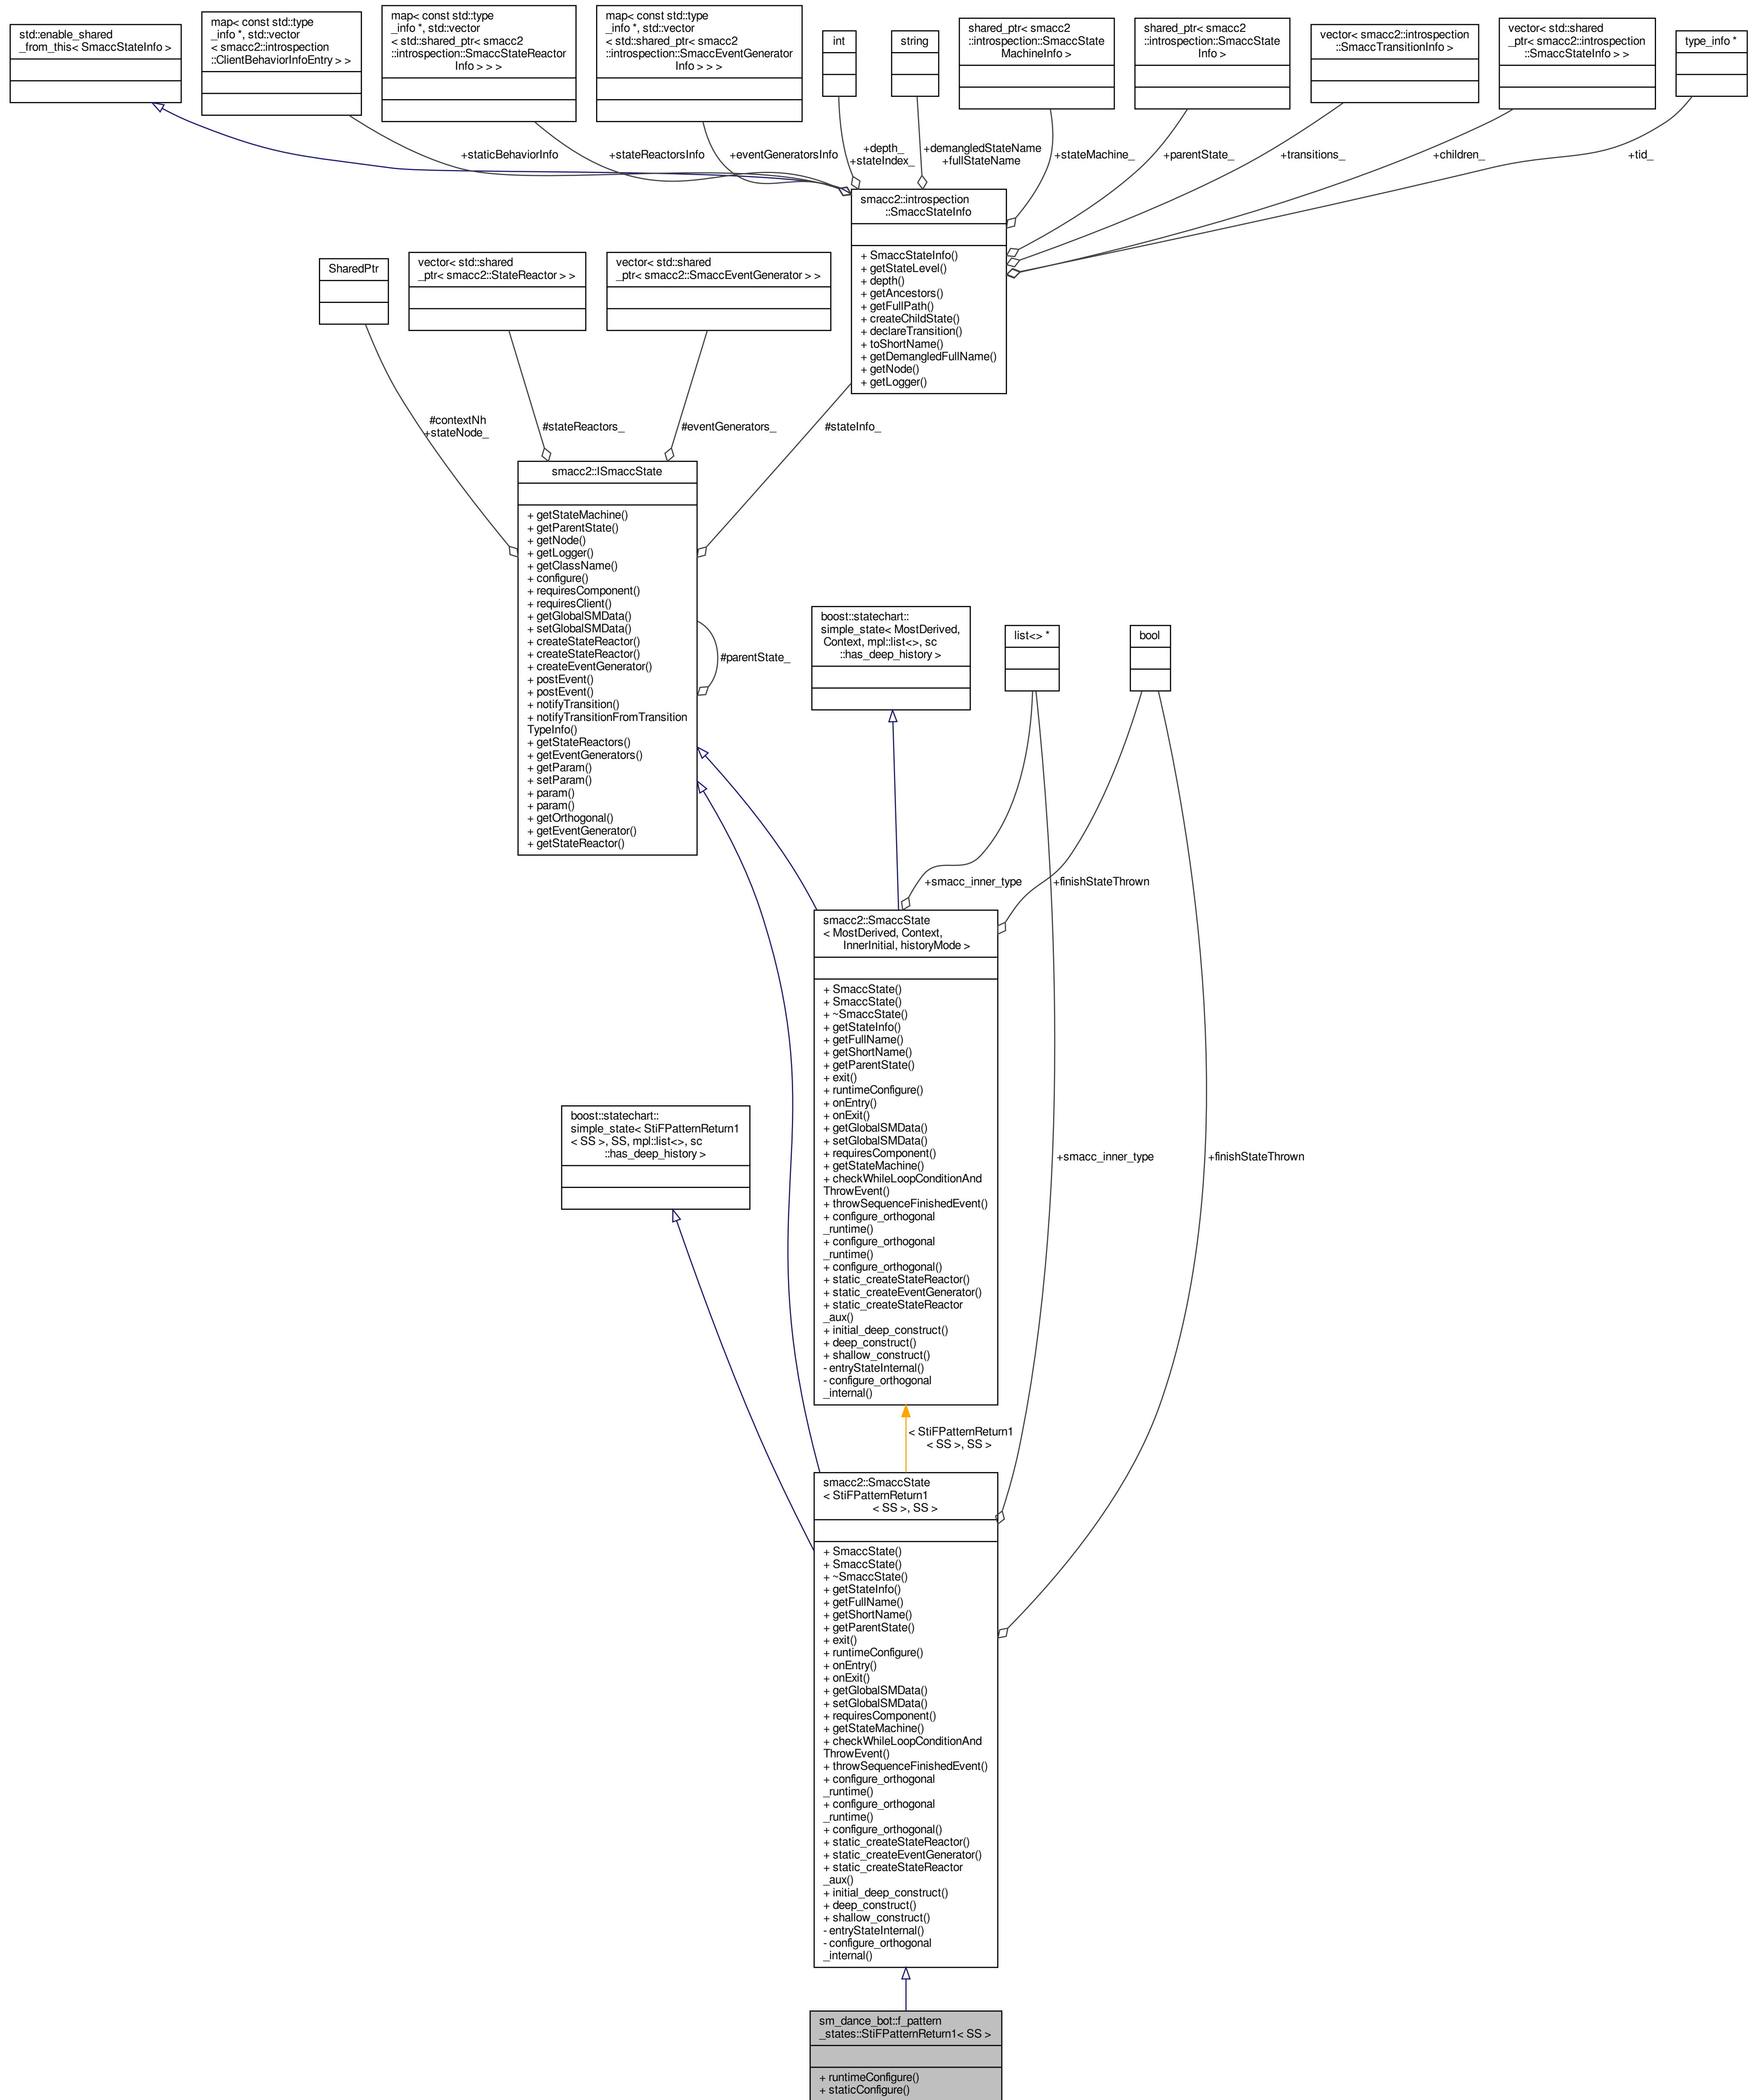 std::enable_shared
_from_this< SmaccStateInfo >
map< const std::type
_info *, std::vector
< smacc2::introspection
::ClientBehaviorInfoEntry > >
map< const std::type
_info *, std::vector
< std::shared_ptr< smacc2
::introspection::SmaccStateReactor
Info > > >
map< const std::type
_info *, std::vector
< std::shared_ptr< smacc2
::introspection::SmaccEventGenerator
Info > > >
int
string
shared_ptr< smacc2
::introspection::SmaccState
MachineInfo >
shared_ptr< smacc2
::introspection::SmaccState
Info >
vector< smacc2::introspection
::SmaccTransitionInfo >
vector< std::shared
_ptr< smacc2::introspection
::SmaccStateInfo > >
type_info *
+staticBehaviorInfo
+stateReactorsInfo
+eventGeneratorsInfo
+depth_
+stateIndex_
+demangledStateName
+fullStateName
+stateMachine_
+parentState_
+transitions_
+children_
+tid_
smacc2::introspection
::SmaccStateInfo
+ SmaccStateInfo()
+ getStateLevel()
+ depth()
+ getAncestors()
+ getFullPath()
+ createChildState()
+ declareTransition()
+ toShortName()
+ getDemangledFullName()
+ getNode()
+ getLogger()
SharedPtr
vector< std::shared
_ptr< smacc2::StateReactor > >
vector< std::shared
_ptr< smacc2::SmaccEventGenerator > >
#contextNh
+stateNode_
#stateReactors_
#eventGenerators_
#stateInfo_
smacc2::ISmaccState
+ getStateMachine()
+ getParentState()
+ getNode()
+ getLogger()
+ getClassName()
+ configure()
+ requiresComponent()
+ requiresClient()
+ getGlobalSMData()
+ setGlobalSMData()
+ createStateReactor()
+ createStateReactor()
+ createEventGenerator()
+ postEvent()
+ postEvent()
+ notifyTransition()
+ notifyTransitionFromTransition
TypeInfo()
+ getStateReactors()
+ getEventGenerators()
+ getParam()
+ setParam()
+ param()
+ param()
+ getOrthogonal()
+ getEventGenerator()
+ getStateReactor()
#parentState_
boost::statechart::
simple_state< MostDerived,
Context, mpl::list<>, sc
::has_deep_history >
list<> *
bool
+smacc_inner_type
+finishStateThrown
smacc2::SmaccState
< MostDerived, Context,
InnerInitial, historyMode >
+ SmaccState()
+ SmaccState()
+ ~SmaccState()
+ getStateInfo()
+ getFullName()
+ getShortName()
+ getParentState()
+ exit()
+ runtimeConfigure()
+ onEntry()
+ onExit()
+ getGlobalSMData()
+ setGlobalSMData()
+ requiresComponent()
+ getStateMachine()
+ checkWhileLoopConditionAnd
ThrowEvent()
+ throwSequenceFinishedEvent()
+ configure_orthogonal
_runtime()
+ configure_orthogonal
_runtime()
+ configure_orthogonal()
+ static_createStateReactor()
+ static_createEventGenerator()
+ static_createStateReactor
_aux()
+ initial_deep_construct()
+ deep_construct()
+ shallow_construct()
- entryStateInternal()
- configure_orthogonal
_internal()
boost::statechart::
simple_state< StiFPatternReturn1
< SS >, SS, mpl::list<>, sc
::has_deep_history >
+smacc_inner_type
+finishStateThrown
< StiFPatternReturn1
< SS >, SS >
smacc2::SmaccState
< StiFPatternReturn1
< SS >, SS >
+ SmaccState()
+ SmaccState()
+ ~SmaccState()
+ getStateInfo()
+ getFullName()
+ getShortName()
+ getParentState()
+ exit()
+ runtimeConfigure()
+ onEntry()
+ onExit()
+ getGlobalSMData()
+ setGlobalSMData()
+ requiresComponent()
+ getStateMachine()
+ checkWhileLoopConditionAnd
ThrowEvent()
+ throwSequenceFinishedEvent()
+ configure_orthogonal
_runtime()
+ configure_orthogonal
_runtime()
+ configure_orthogonal()
+ static_createStateReactor()
+ static_createEventGenerator()
+ static_createStateReactor
_aux()
+ initial_deep_construct()
+ deep_construct()
+ shallow_construct()
- entryStateInternal()
- configure_orthogonal
_internal()
sm_dance_bot::f_pattern
_states::StiFPatternReturn1< SS >
+ runtimeConfigure()
+ staticConfigure()